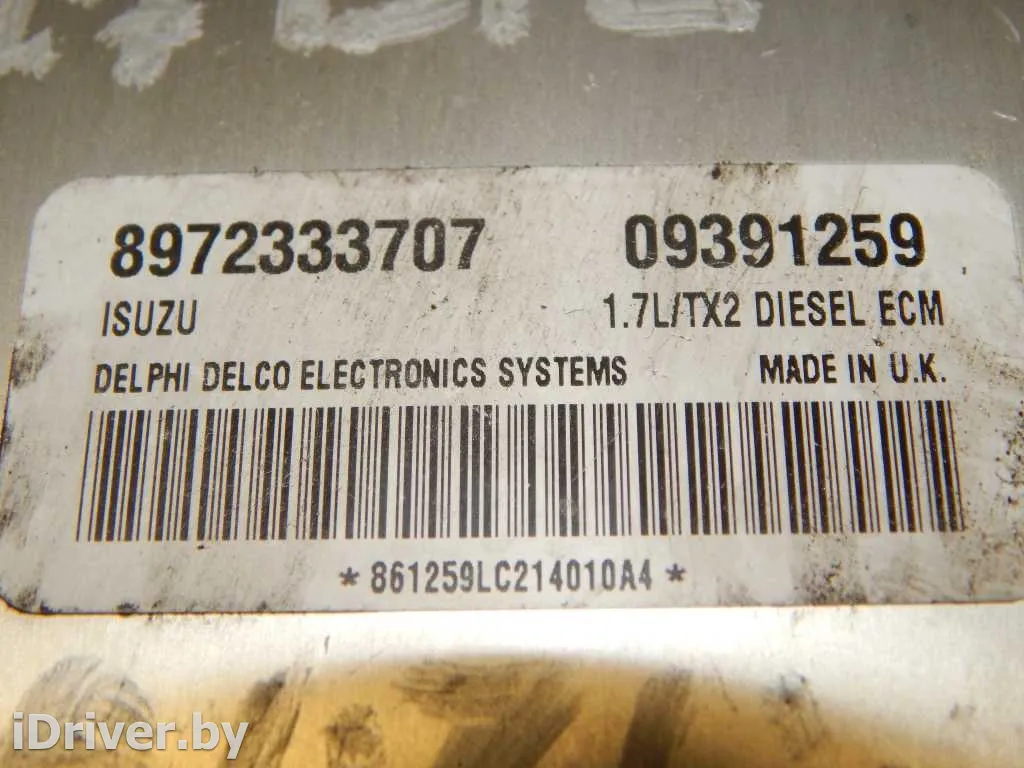 8972333707 09391259
ISUZU 1.7L/TX2 DIESEL ECM
DELPHI DELCO ELECTRONICS SYSTEMS MADE IN U.K.
* 861259LC214010A4 *
iDriver.by